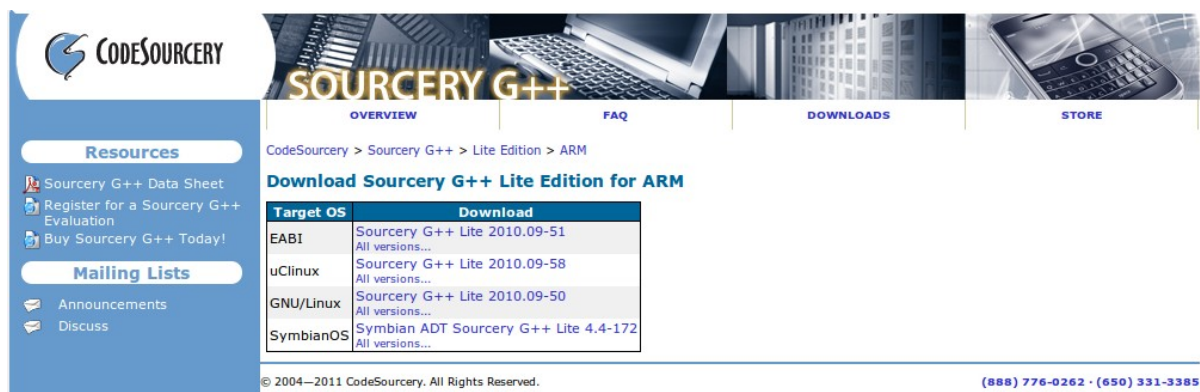 CODESOURCERY
SOURCERY G++
OVERVIEW
FAQ
DOWNLOADS
STORE
Resources
Sourcery G++ Data Sheet
Register for a Sourcery G++
Evaluation
Buy Sourcery G++ Today!
Mailing Lists
Announcements
Discuss
CodeSourcery > Sourcery G++ > Lite Edition > ARM
Download Sourcery G++ Lite Edition for ARM
Target OS Download
EABI Sourcery G++ Lite 2010.09-51
All versions...
uClinux Sourcery G++ Lite 2010.09-58
All versions...
GNU/Linux Sourcery G++ Lite 2010.09-50
All versions...
SymbianOS Symbian ADT Sourcery G++ Lite 4.4-172
All versions...
© 2004—2011 CodeSourcery. All Rights Reserved.
(888) 776-0262 · (650) 331-3385